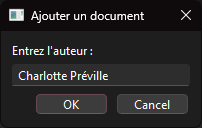 Ajouter un document
Entrez l'auteur :
Charlotte Préville
OK
Cancel